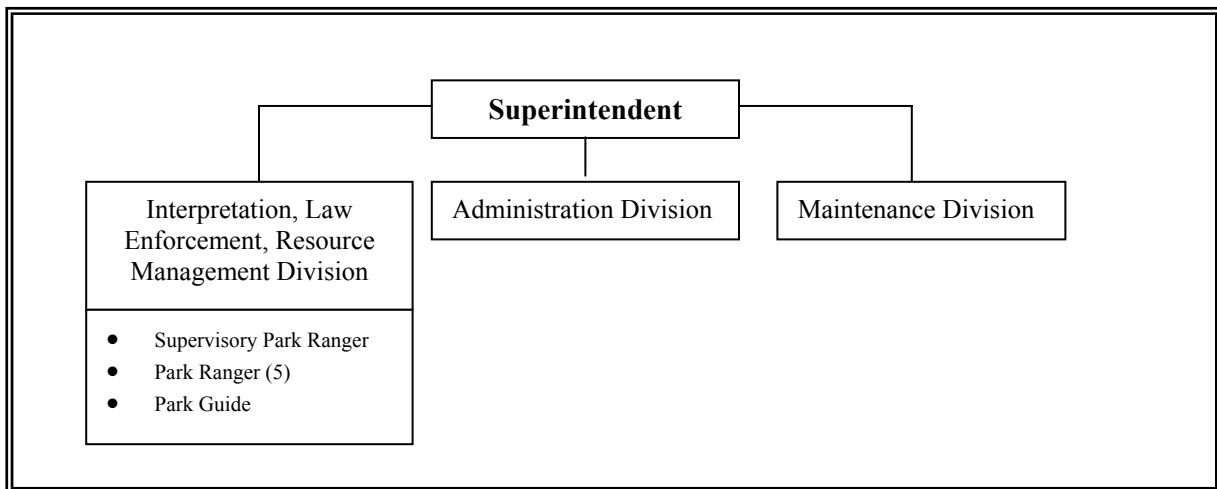 Superintendent
Interpretation, Law
Enforcement, Resource
Management Division
Administration Division
Maintenance Division
● Supervisory Park Ranger
● Park Ranger (5)
● Park Guide